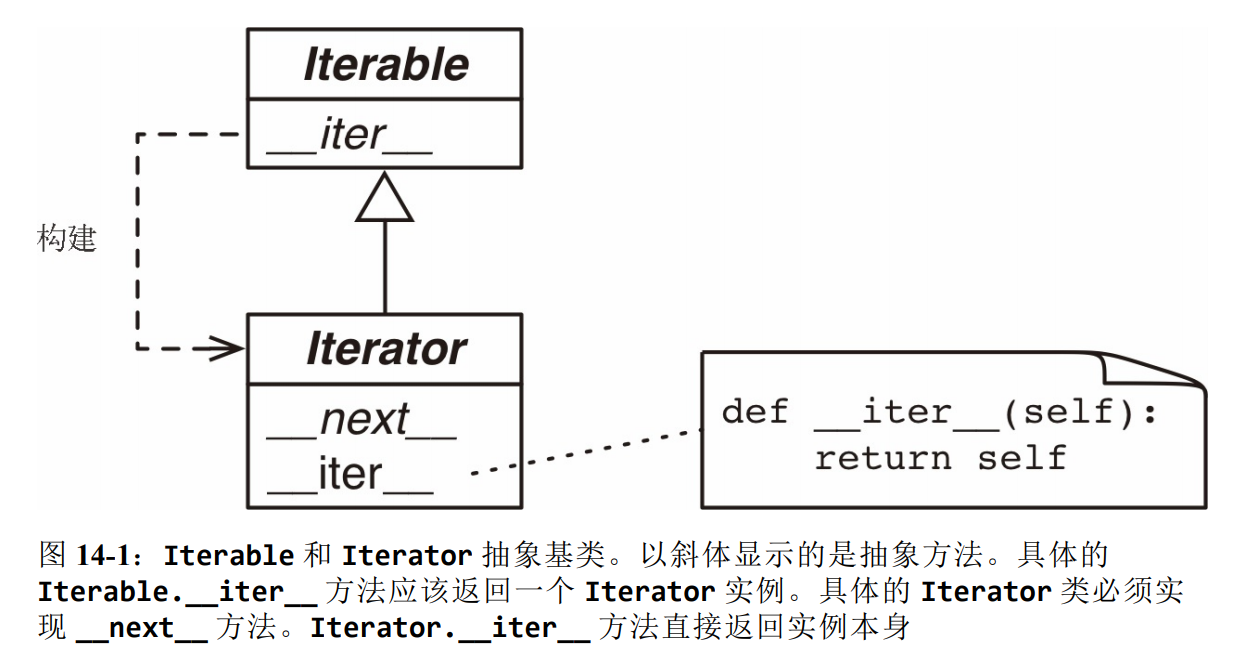 Iterable
__iter__
构建
Iterator
__next__
__iter__
def __iter__(self):
    return self
图 14-1：Iterable 和 Iterator 抽象基类。以斜体显示的是抽象方法。具体的
Iterable.__iter__ 方法应该返回一个 Iterator 实例。具体的 Iterator 类必须实
现 __next__ 方法。Iterator.__iter__ 方法直接返回实例本身